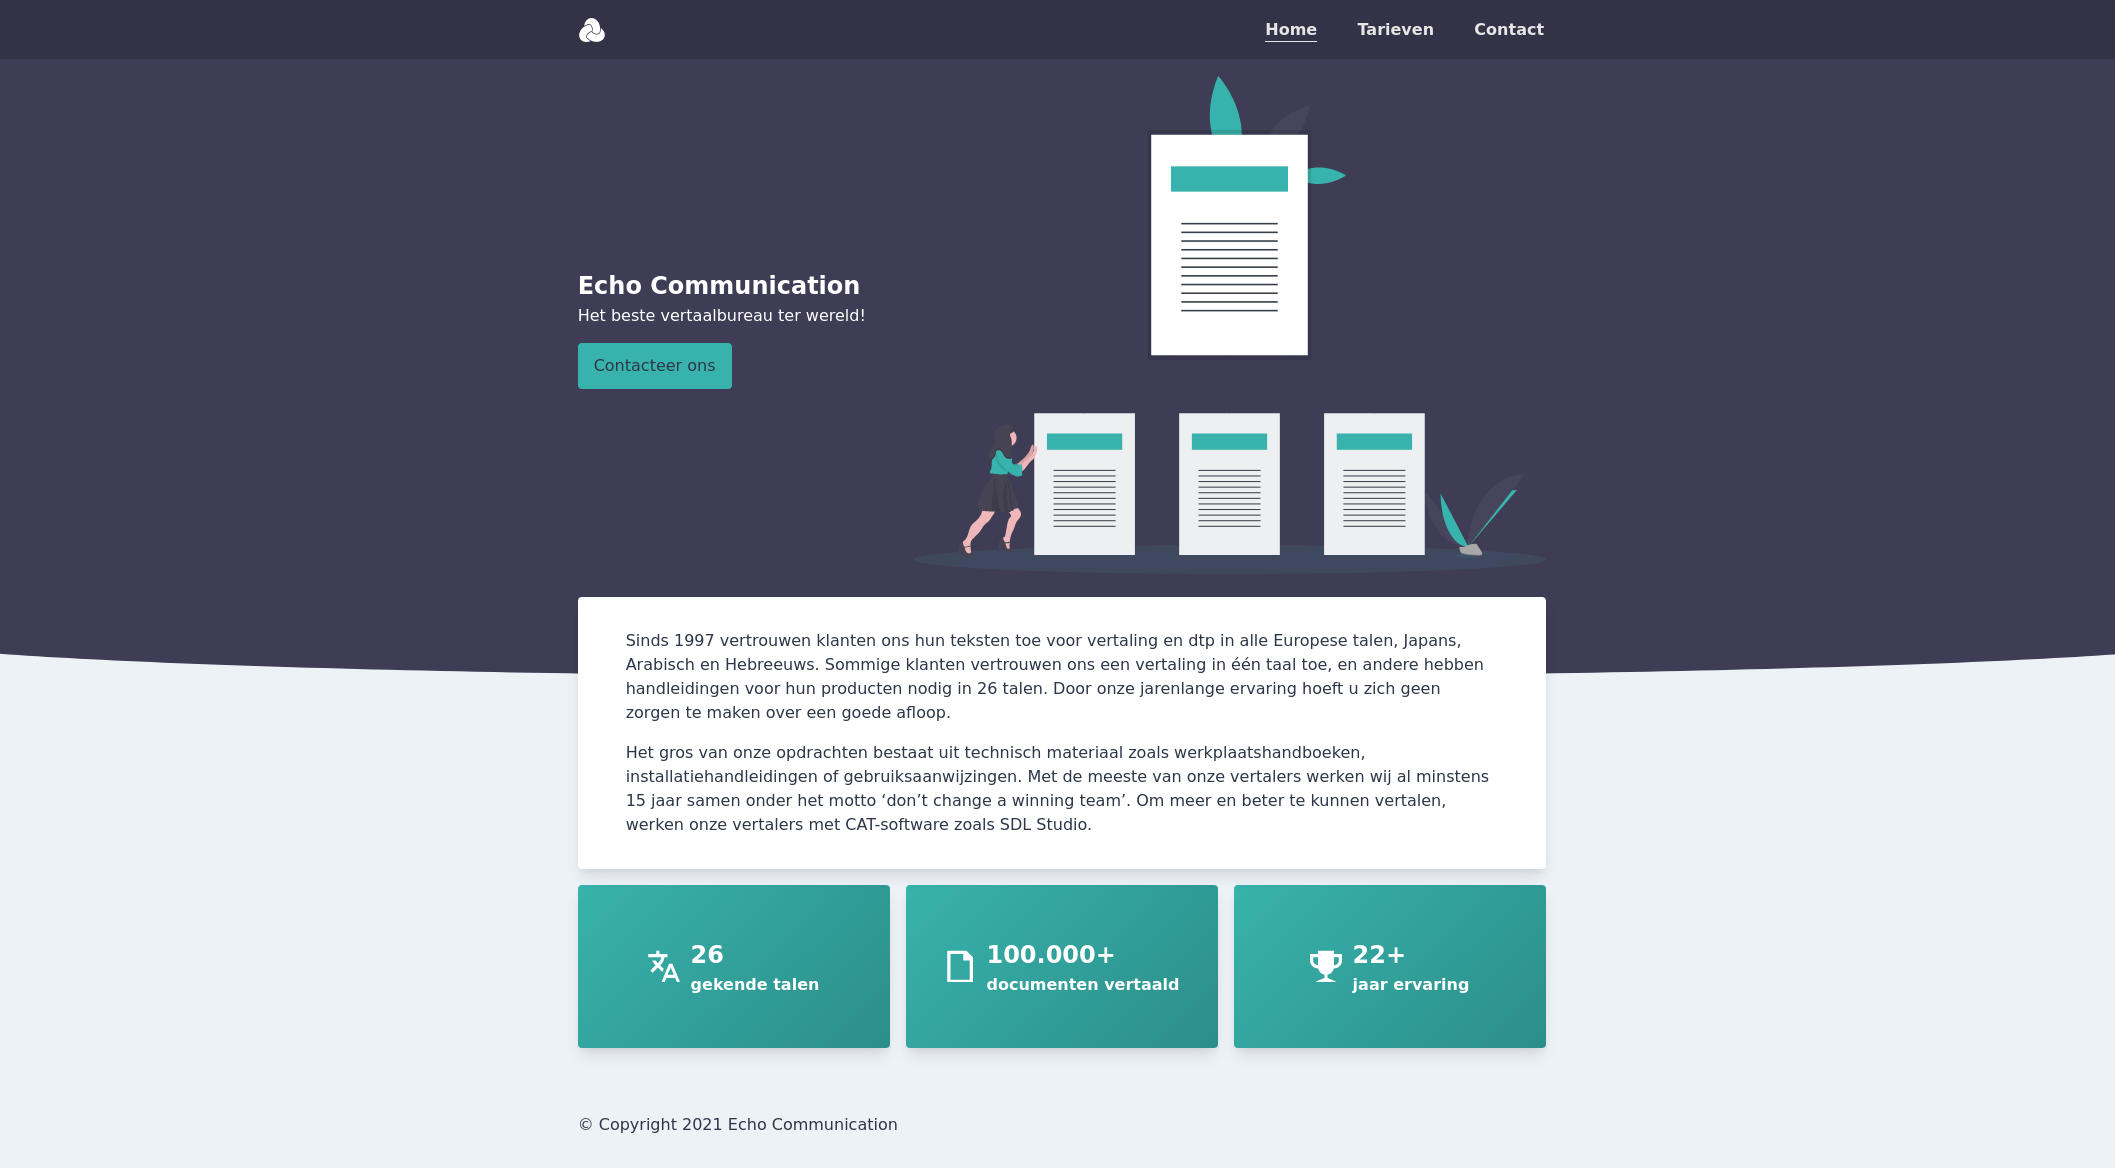 Home
Tarieven
Contact
Echo Communication
Het beste vertaalbureau ter wereld!
Contacteer ons
Sinds 1997 vertrouwen klanten ons hun teksten toe voor vertaling en dtp in alle Europese talen, Japans,
Arabisch en Hebreeuws. Sommige klanten vertrouwen ons een vertaling in één taal toe, en andere hebben
handleidingen voor hun producten nodig in 26 talen. Door onze jarenlange ervaring hoeft u zich geen
zorgen te maken over een goede afloop.
Het gros van onze opdrachten bestaat uit technisch materiaal zoals werkplaatshandboeken,
installatiehandleidingen of gebruiksaanwijzingen. Met de meeste van onze vertalers werken wij al minstens
15 jaar samen onder het motto ‘don’t change a winning team’. Om meer en beter te kunnen vertalen,
werken onze vertalers met CAT-software zoals SDL Studio.
26
gekende talen
100.000+
documenten vertaald
22+
jaar ervaring
© Copyright 2021 Echo Communication